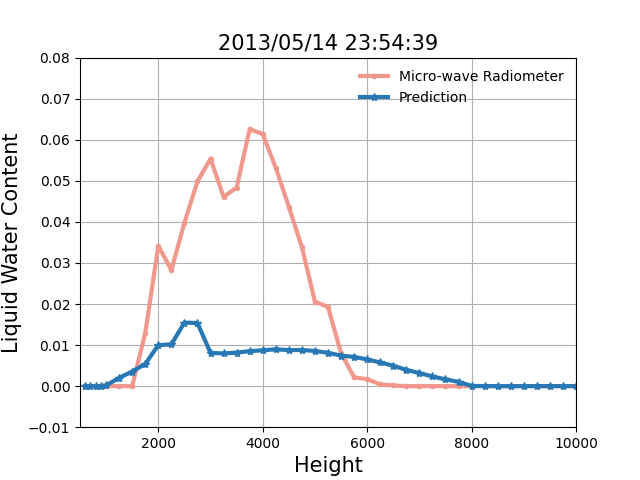 2013/05/14 23:54:39
0.08
0.07
0.06
0.05
0.04
0.03
0.02
0.01
0.00
−0.01
Liquid Water Content
Micro-wave Radiometer
Prediction
2000 4000 6000 8000 10000
Height